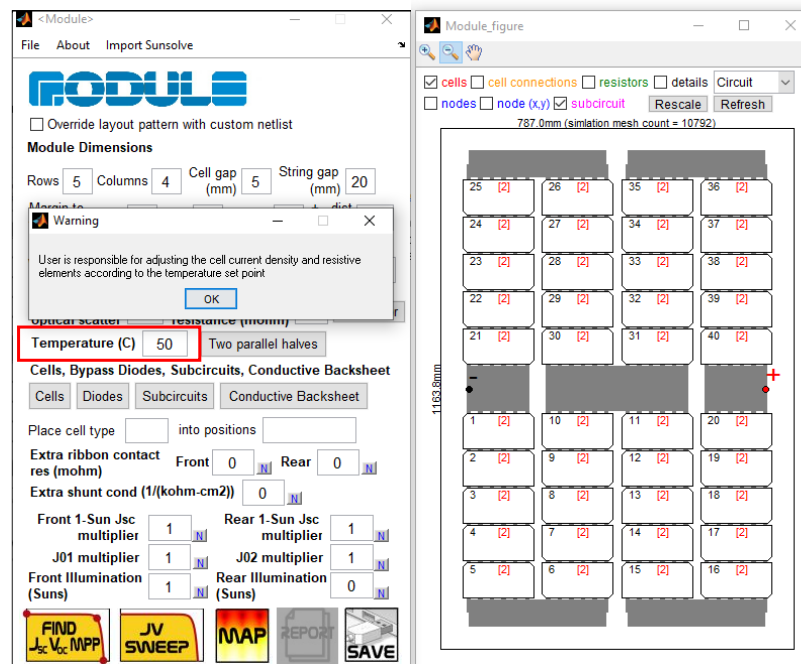 <Module>
File About Import Sunsolve
MODULE
Override layout pattern with custom netlist
Module Dimensions
Rows 5 Columns 4 Cell gap (mm) 5 String gap (mm) 20
Margin to dist
Warning
User is responsible for adjusting the cell current density and resistive
elements according to the temperature set point
OK
optical scatter resistance (mohm)
Temperature (C) 50 Two parallel halves
Cells, Bypass Diodes, Subcircuits, Conductive Backsheet
Cells Diodes Subcircuits Conductive Backsheet
Place cell type into positions
Extra ribbon contact
res (mohm) Front 0 N Rear 0 N
Extra shunt cond (1/(kohm-cm2)) 0 N
Front 1-Sun Jsc
multiplier 1 N
Rear 1-Sun Jsc
multiplier 1 N
J01 multiplier 1 N J02 multiplier 1 N
Front Illumination
(Suns) 1 N
Rear Illumination
(Suns) 0 N
FIND
Jsc Voc MPP
JV
SWEEP
MAP
REPORT
SAVE
Module_figure
cells cell connections resistors details Circuit
nodes node (x,y) subcircuit Rescale Refresh
787.0mm (simlation mesh count = 10792)
1163.8mm
25 [2] 26 [2] 35 [2] 36 [2]
24 [2] 27 [2] 34 [2] 37 [2]
23 [2] 28 [2] 33 [2] 38 [2]
22 [2] 29 [2] 32 [2] 39 [2]
21 [2] 30 [2] 31 [2] 40 [2]
- +
1 [2] 10 [2] 11 [2] 20 [2]
2 [2] 9 [2] 12 [2] 19 [2]
3 [2] 8 [2] 13 [2] 18 [2]
4 [2] 7 [2] 14 [2] 17 [2]
5 [2] 6 [2] 15 [2] 16 [2]